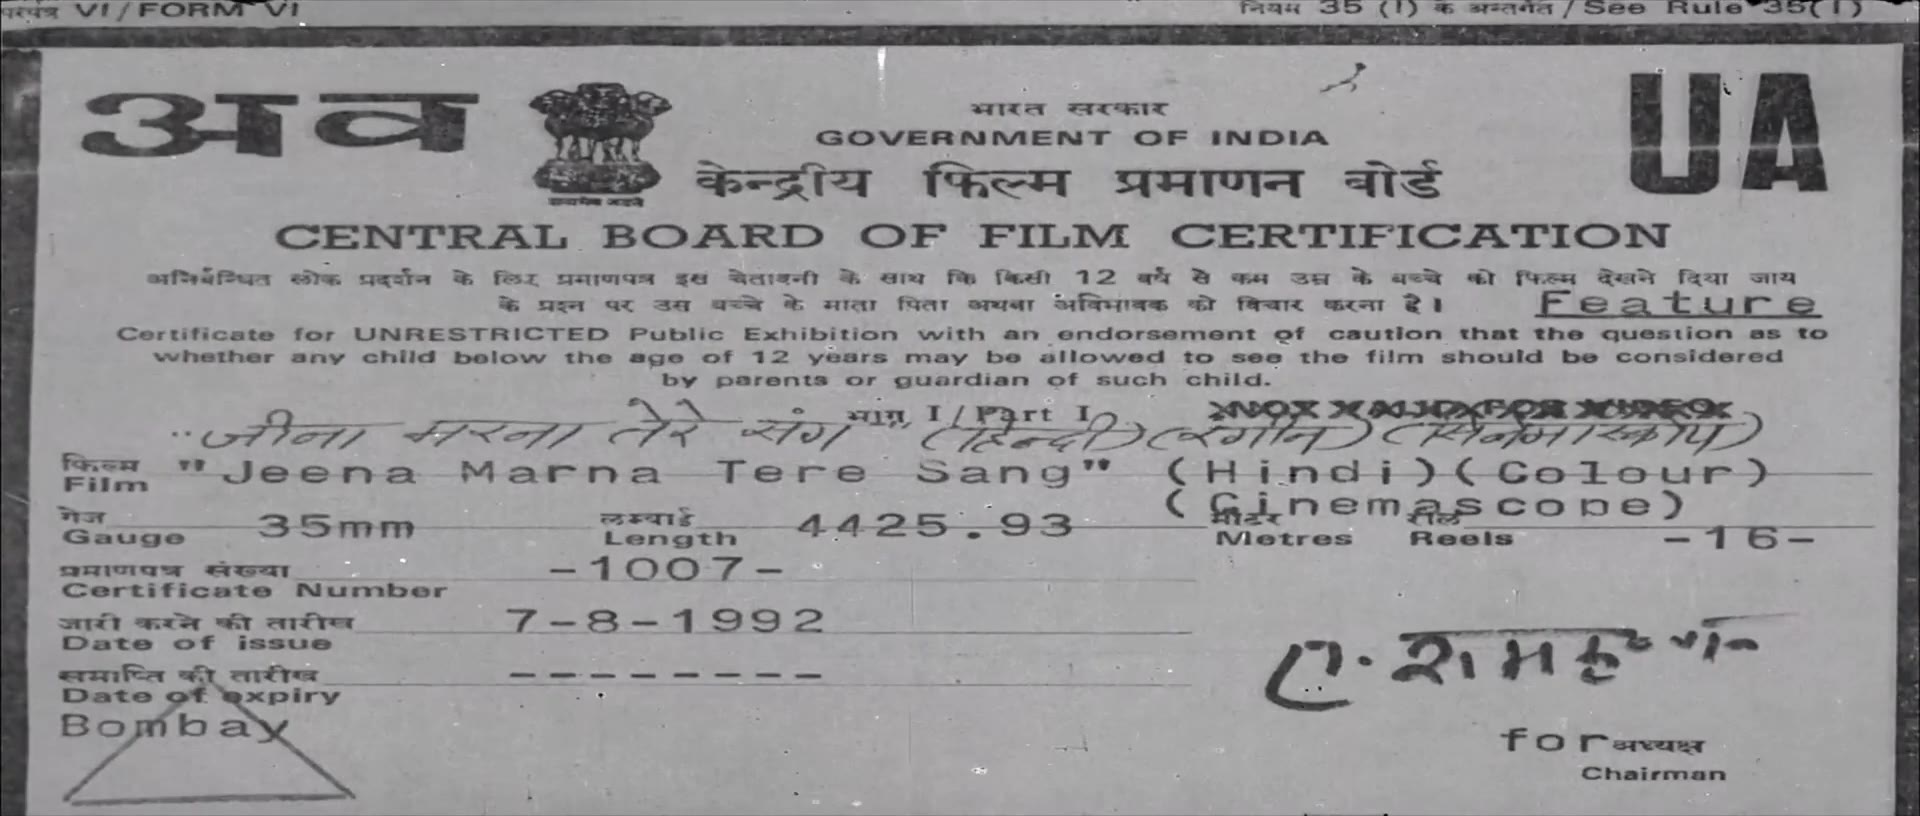 प्रपत्र VI / FORM VI
नियम 35 (1) के अन्तर्गत / See Rule 35(1)
अव
UA
भारत सरकार
GOVERNMENT OF INDIA
केन्द्रीय फिल्म प्रमाणन बोर्ड
सत्यमेव जयते
CENTRAL BOARD OF FILM CERTIFICATION
अनिर्बन्धित लोक प्रदर्शन के लिए प्रमाणपत्र इस चेतावनी के साथ कि किसी 12 वर्ष से कम उम्र के बच्चे को फिल्म देखने दिया जाय
के प्रश्न पर उस बच्चे के माता पिता अथवा अभिभावक को विचार करना है।
Feature
Certificate for UNRESTRICTED Public Exhibition with an endorsement of caution that the question as to
whether any child below the age of 12 years may be allowed to see the film should be considered
by parents or guardian of such child.
भाग I / Part I
"जीना मरना तेरे संग (हिन्दी) (रंगीन) (सिनेमास्कोप)
फिल्म
Film "Jeena Marna Tere Sang" (Hindi)(Colour)
(Cinemascope)
गेज लम्बाई मीटर रील
Gauge 35mm Length 4425.93 Metres Reels -16-
प्रमाणपत्र संख्या
Certificate Number -1007-
जारी करने की तारीख
Date of issue 7-8-1992
समाप्ति की तारीख
Date of expiry --------
Bombay
for अध्यक्ष
Chairman